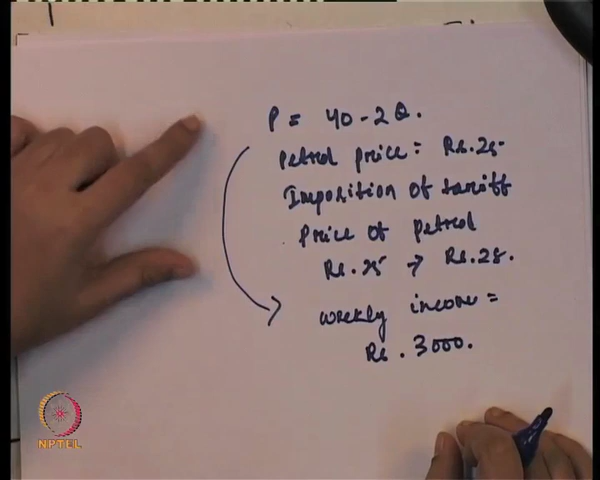 P = 40 - 2Q.
Petrol price = Rs. 25
Imposition of tariff
Price of petrol
Rs. 25 → Rs. 28.
weekly income =
Rs. 3000.
NPTEL